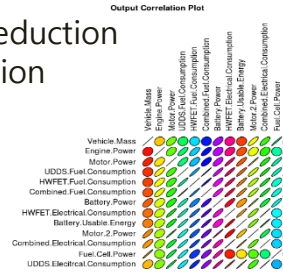 Output Correlation Plot
eduction
ion
Vehicle.Mass
Engine.Power
Motor.Power
UDDS.Fuel.Consumption
HWFET.Fuel.Consumption
Combined.Fuel.Consumption
Battery.Power
HWFET.Electrical.Consumption
Battery.Usable.Energy
Motor.2.Power
Combined.Electrical.Consumption
Fuel.Cell.Power
Vehicle.Mass
Engine.Power
Motor.Power
UDDS.Fuel.Consumption
HWFET.Fuel.Consumption
Combined.Fuel.Consumption
Battery.Power
HWFET.Electrical.Consumption
Battery.Usable.Energy
Motor.2.Power
Combined.Electrical.Consumption
Fuel.Cell.Power
UDDS.Elecitrcal.Consumption